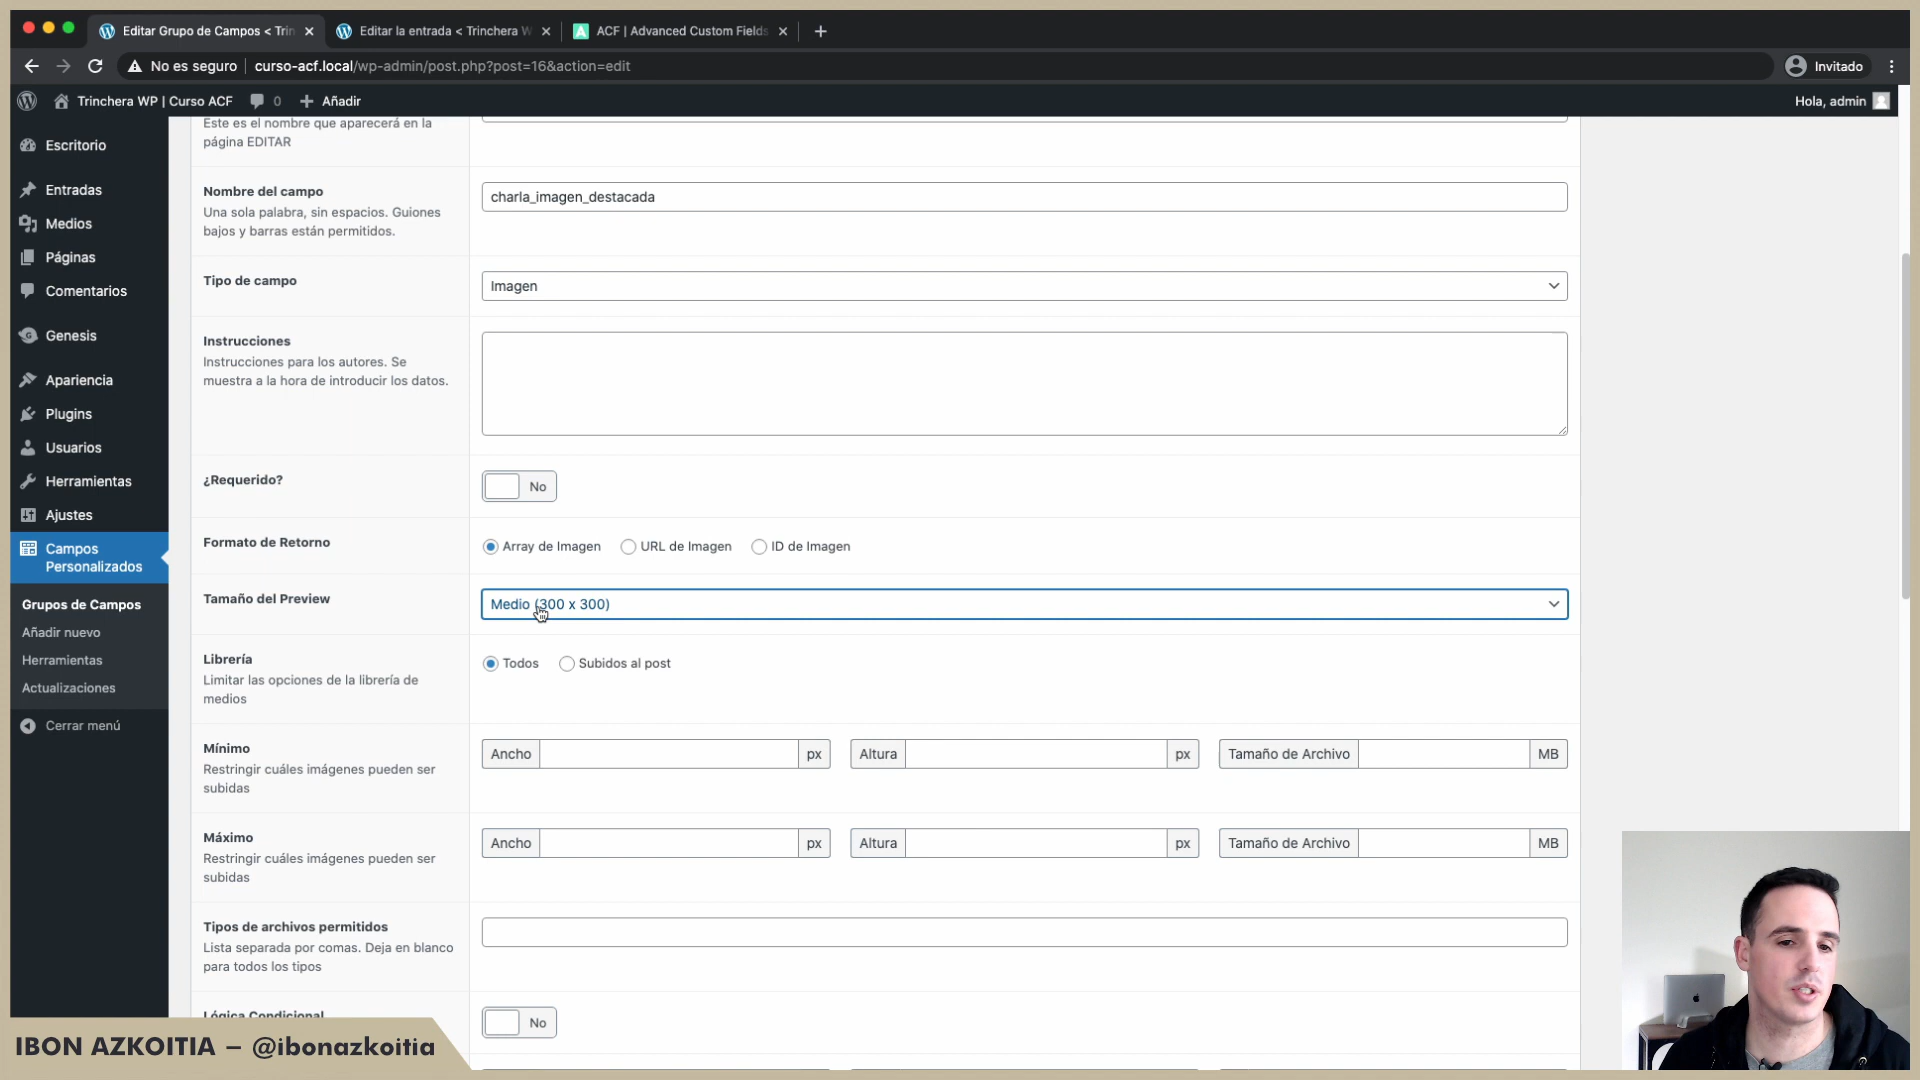 Editar Grupo de Campos < Trin
Editar la entrada < Trinchera W
ACF | Advanced Custom Fields
No es seguro
curso-acf.local/wp-admin/post.php?post=16&action=edit
Invitado
Trinchera WP | Curso ACF
0
Añadir
Hola, admin
Escritorio
Entradas
Medios
Páginas
Comentarios
Genesis
Apariencia
Plugins
Usuarios
Herramientas
Ajustes
Campos
Personalizados
Grupos de Campos
Añadir nuevo
Herramientas
Actualizaciones
Cerrar menú
Este es el nombre que aparecerá en la
página EDITAR
Nombre del campo
Una sola palabra, sin espacios. Guiones
bajos y barras están permitidos.
charla_imagen_destacada
Tipo de campo
Imagen
Instrucciones
Instrucciones para los autores. Se
muestra a la hora de introducir los datos.
¿Requerido?
No
Formato de Retorno
Array de Imagen
URL de Imagen
ID de Imagen
Tamaño del Preview
Medio (300 x 300)
Librería
Limitar las opciones de la librería de
medios
Todos
Subidos al post
Mínimo
Restringir cuáles imágenes pueden ser
subidas
Ancho
px
Altura
px
Tamaño de Archivo
MB
Máximo
Restringir cuáles imágenes pueden ser
subidas
Ancho
px
Altura
px
Tamaño de Archivo
MB
Tipos de archivos permitidos
Lista separada por comas. Deja en blanco
para todos los tipos
Lógica Condicional
No
IBON AZKOITIA – @ibonazkoitia